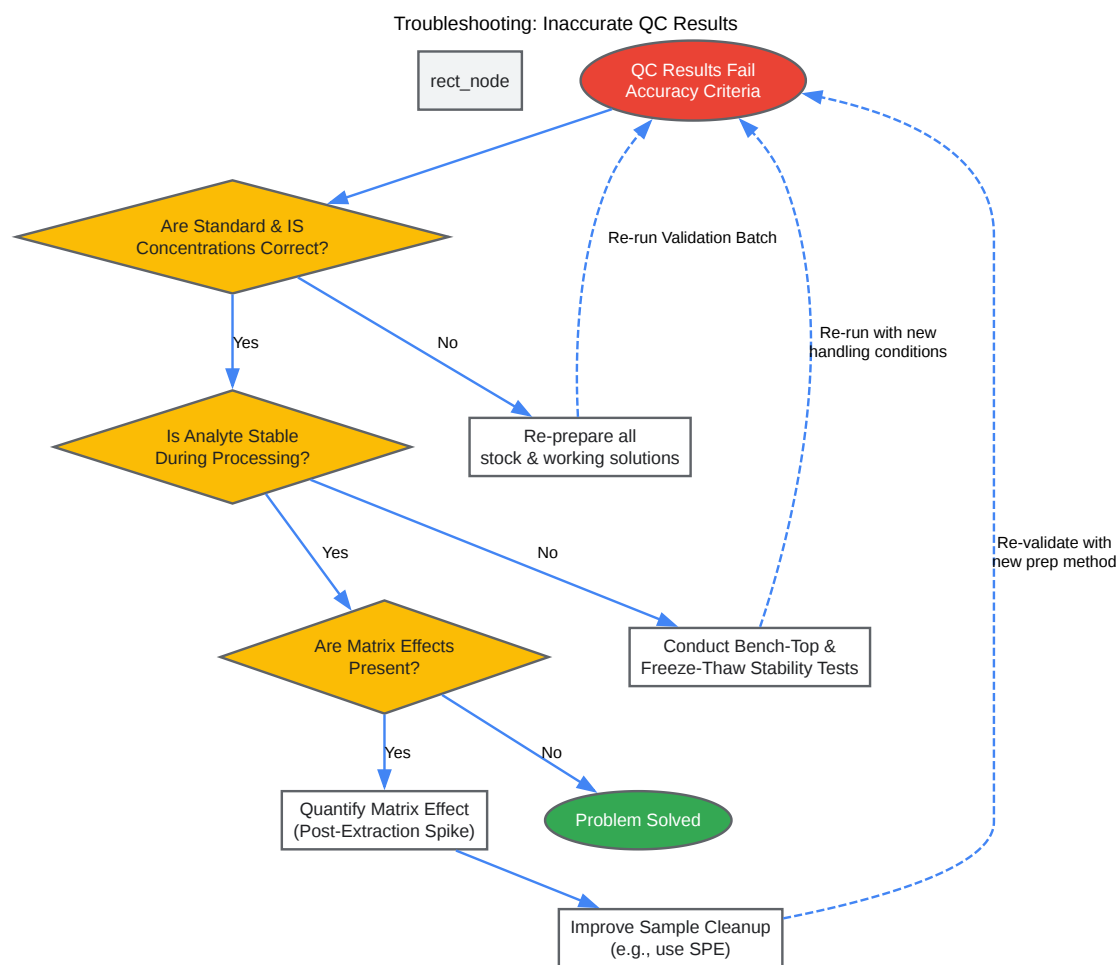 Troubleshooting: Inaccurate QC Results
rect_node
QC Results Fail
Accuracy Criteria
Are Standard & IS
Concentrations Correct?
Re-run Validation Batch
Yes
No
Re-run with new
handling conditions
Is Analyte Stable
During Processing?
Re-prepare all
stock & working solutions
Yes
No
Re-validate with
new prep method
Are Matrix Effects
Present?
Conduct Bench-Top &
Freeze-Thaw Stability Tests
Yes
No
Quantify Matrix Effect
(Post-Extraction Spike)
Problem Solved
Improve Sample Cleanup
(e.g., use SPE)